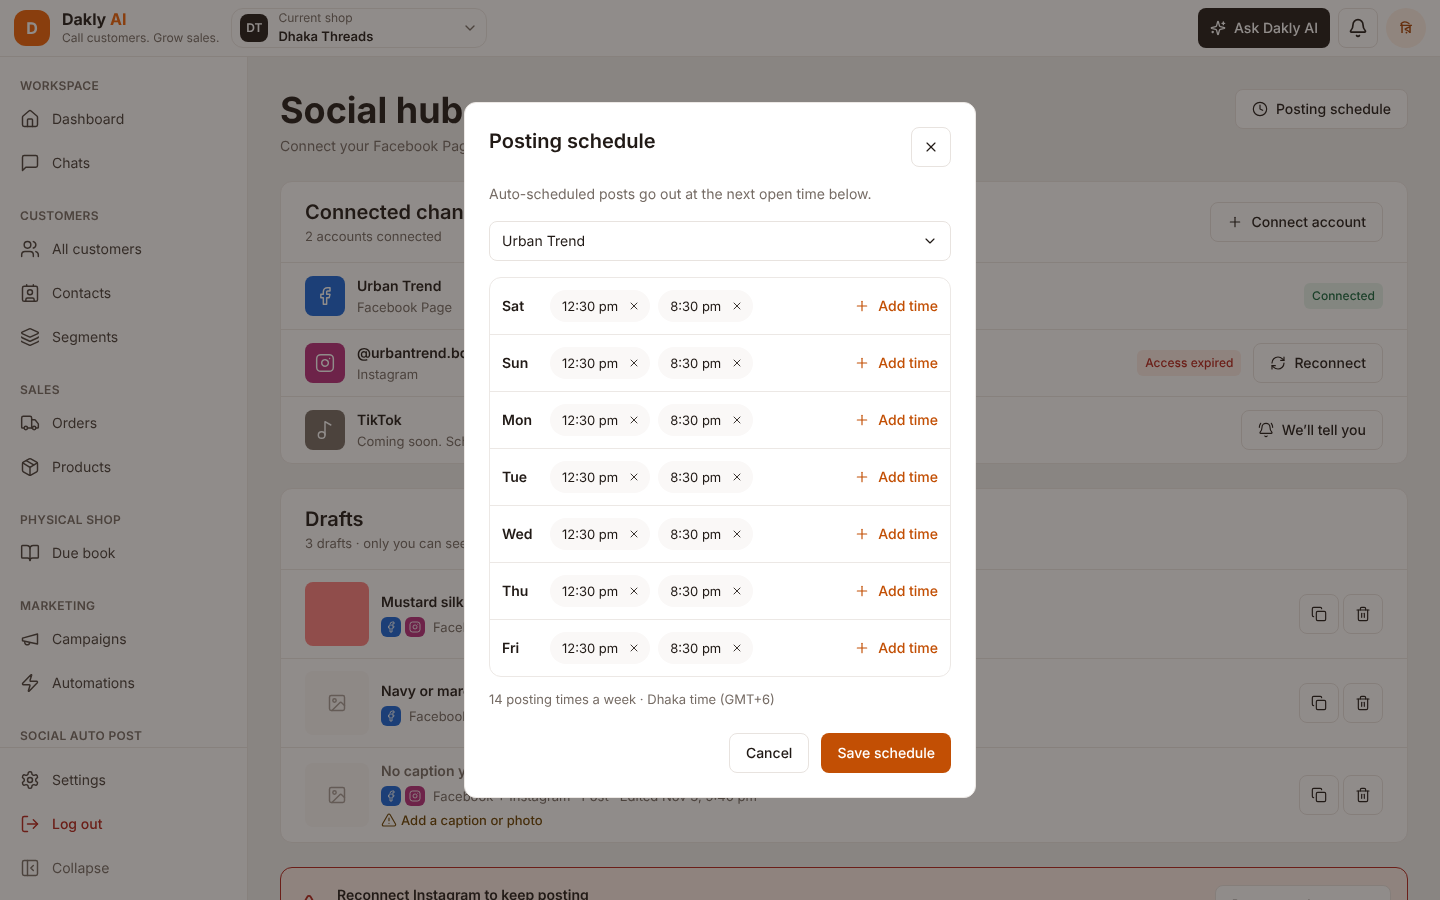 D
Dakly AI
Call customers. Grow sales.
DT
Current shop
Dhaka Threads
Ask Dakly AI
রি
WORKSPACE
Dashboard
Chats
CUSTOMERS
All customers
Contacts
Segments
SALES
Orders
Products
PHYSICAL SHOP
Due book
MARKETING
Campaigns
Automations
SOCIAL AUTO POST
Settings
Log out
Collapse
Social hub
Connect your Facebook
Posting schedule
Connected
2 accounts connected
Connect account
Urban Trend
Facebook Page
Connected
@urbantrend.bd
Instagram
Access expired
Reconnect
TikTok
Coming soon.
We'll tell you
Drafts
3 drafts · only you can see
Mustard silk
Navy or
Facebook
No caption
Facebook + Instagram · Post · Edited Nov 5, 5:40 pm
Add a caption or photo
Reconnect Instagram to keep posting
Posting schedule
Auto-scheduled posts go out at the next open time below.
Urban Trend
Sat 12:30 pm 8:30 pm Add time
Sun 12:30 pm 8:30 pm Add time
Mon 12:30 pm 8:30 pm Add time
Tue 12:30 pm 8:30 pm Add time
Wed 12:30 pm 8:30 pm Add time
Thu 12:30 pm 8:30 pm Add time
Fri 12:30 pm 8:30 pm Add time
14 posting times a week · Dhaka time (GMT+6)
Cancel
Save schedule